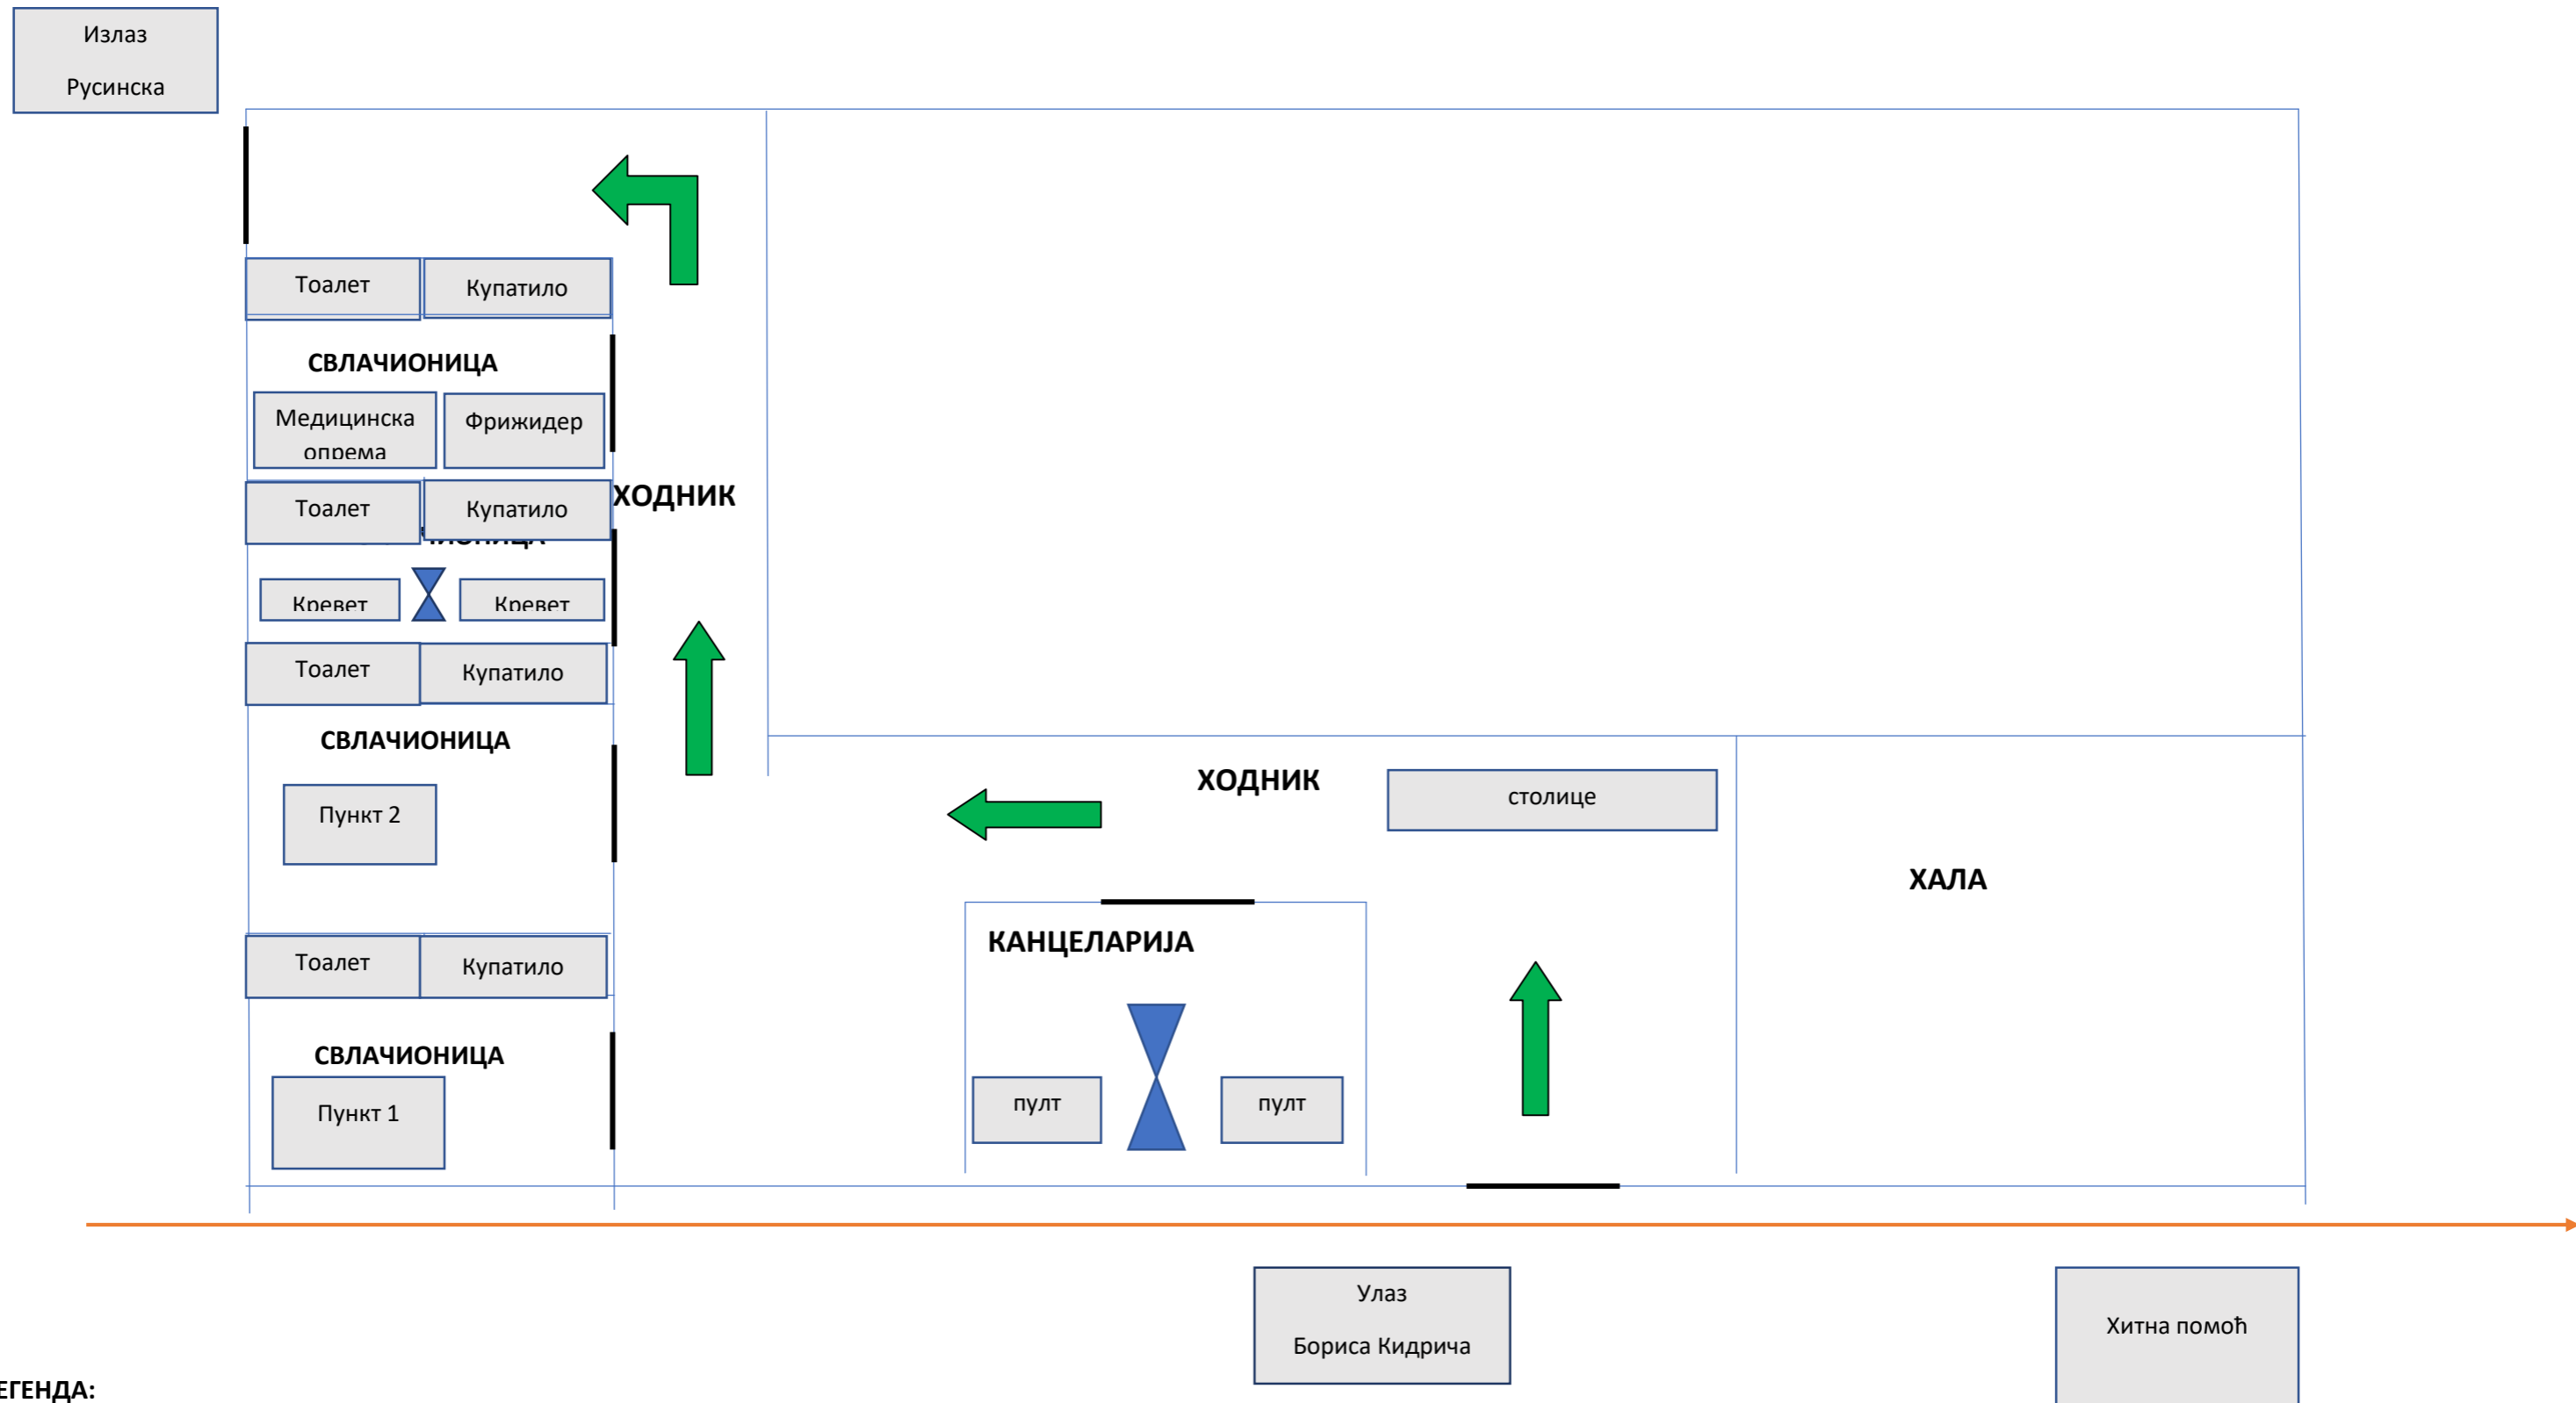 Излаз
Русинска
Тоалет
Купатило
СВЛАЧИОНИЦА
Медицинска
опрема
Фрижидер
ХОДНИК
Тоалет
Купатило
Кревет
Кревет
Тоалет
Купатило
СВЛАЧИОНИЦА
Пункт 2
ХОДНИК
столице
ХАЛА
КАНЦЕЛАРИЈА
Тоалет
Купатило
СВЛАЧИОНИЦА
Пункт 1
пулт
пулт
Улаз
Бориса Кидрича
Хитна помоћ
ЕГЕНДА: